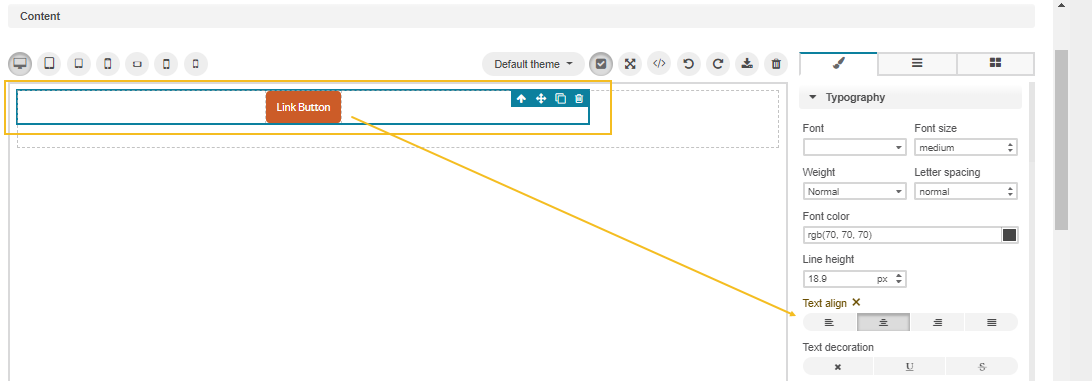 Content
Default theme
Link Button
Typography
Font
Font size
medium
Weight
Letter spacing
Normal
normal
Font color
rgb(70, 70, 70)
Line height
18.9
px
Text align
Text decoration